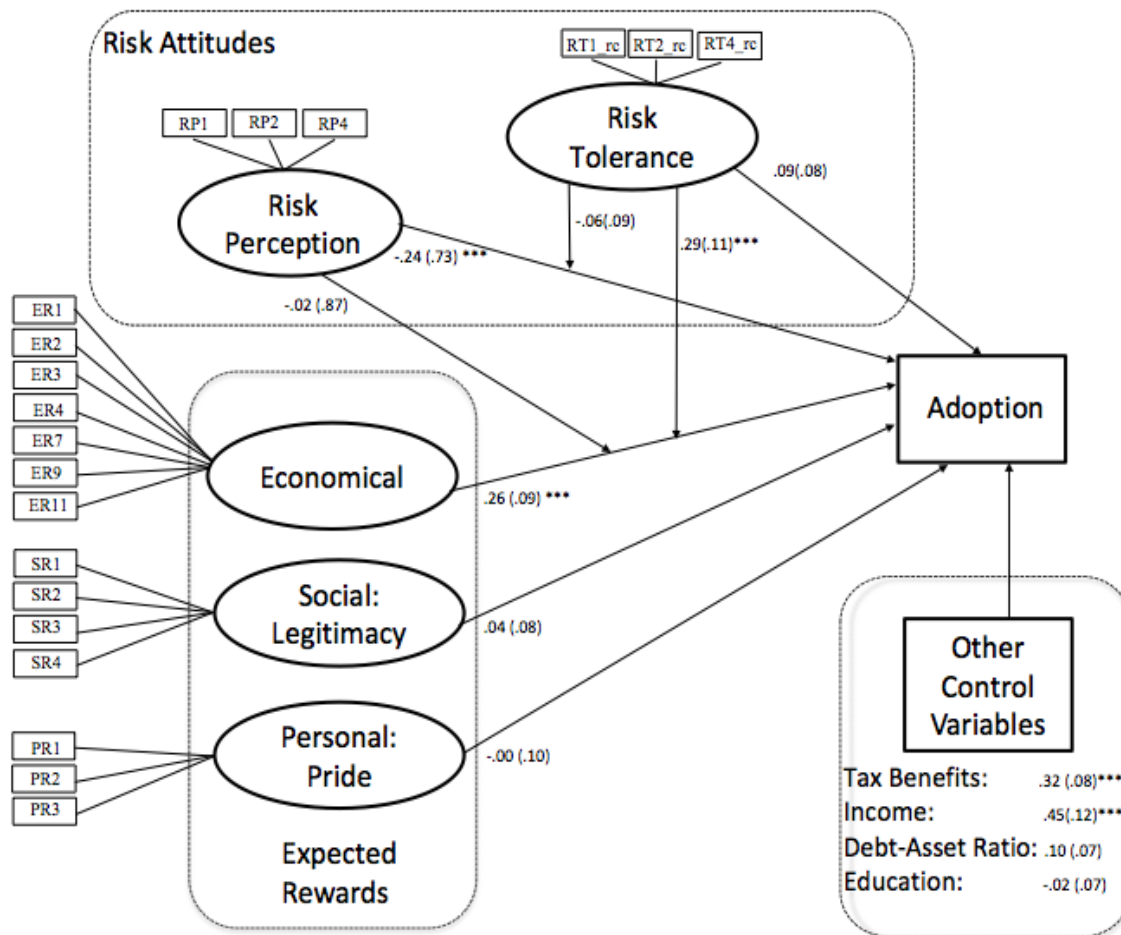 Risk Attitudes
RT1_rc RT2_rc RT4_rc
RP1 RP2 RP4
Risk
Tolerance
Risk
Perception
.09(.08)
-.06(.09)
.29(.11)***
-.24 (.73) ***
-.02 (.87)
ER1
ER2
ER3
ER4
ER7
ER9
ER11
Economical
.26 (.09) ***
Adoption
SR1
SR2
SR3
SR4
Social:
Legitimacy
.04 (.08)
PR1
PR2
PR3
Personal:
Pride
-.00 (.10)
Expected
Rewards
Other
Control
Variables
Tax Benefits: .32 (.08)***
Income: .45(.12)***
Debt-Asset Ratio: .10 (.07)
Education: -.02 (.07)